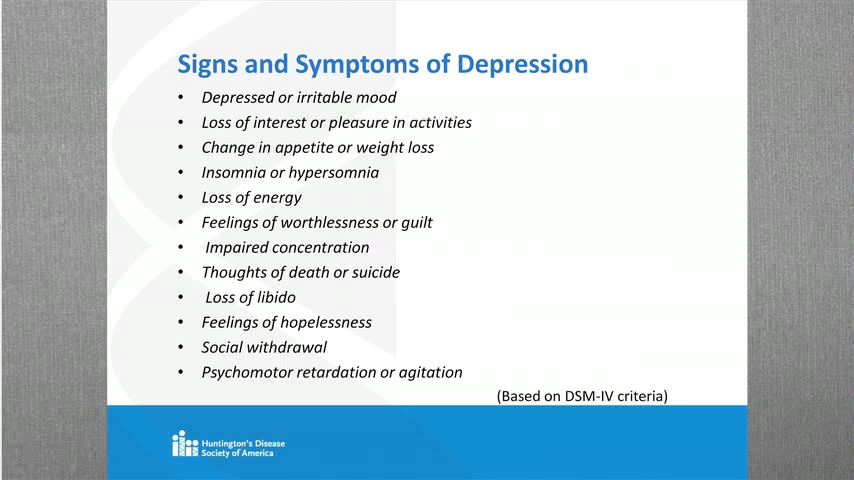 Signs and Symptoms of Depression
• Depressed or irritable mood
• Loss of interest or pleasure in activities
• Change in appetite or weight loss
• Insomnia or hypersomnia
• Loss of energy
• Feelings of worthlessness or guilt
• Impaired concentration
• Thoughts of death or suicide
• Loss of libido
• Feelings of hopelessness
• Social withdrawal
• Psychomotor retardation or agitation
(Based on DSM-IV criteria)
Huntington's Disease
Society of America